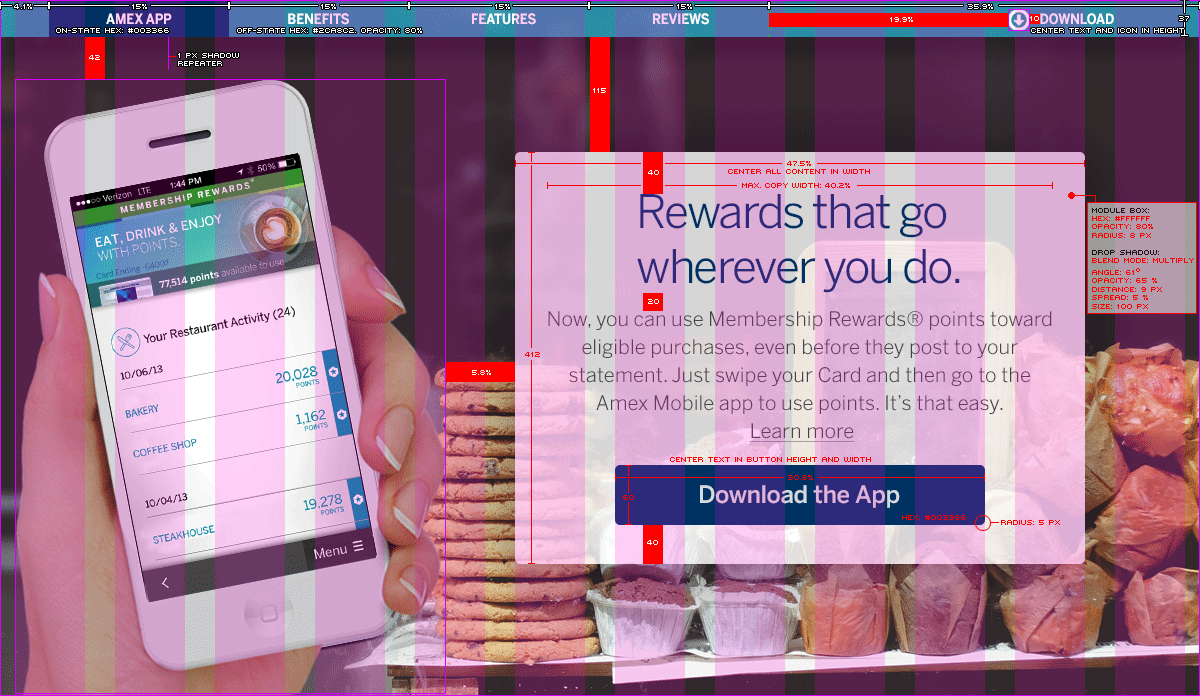 4.1%
15%
15%
15%
15%
35.9%
AMEX APP
BENEFITS
FEATURES
REVIEWS
19.9%
10
DOWNLOAD
37
ON-STATE HEX: #003366
OFF-STATE HEX: #2CA8C2, OPACITY: 80%
CENTER TEXT AND ICON IN HEIGHT
42
1 PX SHADOW
REPEATER
115
●●●○○ Verizon LTE
1:44 PM
50%
MEMBERSHIP REWARDS
EAT, DRINK & ENJOY
WITH POINTS.
Card Ending -64007
77,514 points available to use
Your Restaurant Activity (24)
10/06/13
20,028
POINTS
BAKERY
1,162
POINTS
COFFEE SHOP
10/04/13
19,278
POINTS
STEAKHOUSE
Menu
47.5%
40
CENTER ALL CONTENT IN WIDTH
MAX. COPY WIDTH: 40.2%
Rewards that go
wherever you do.
20
Now, you can use Membership Rewards® points toward
eligible purchases, even before they post to your
statement. Just swipe your Card and then go to the
Amex Mobile app to use points. It's that easy.
Learn more
412
5.8%
CENTER TEXT IN BUTTON HEIGHT AND WIDTH
30.8%
60
Download the App
HEX: #003366
RADIUS: 5 PX
40
MODULE BOX:
HEX: #FFFFFF
OPACITY: 80%
RADIUS: 8 PX
DROP SHADOW:
BLEND MODE: MULTIPLY
ANGLE: 61°
OPACITY: 65 %
DISTANCE: 9 PX
SPREAD: 5 %
SIZE: 100 PX